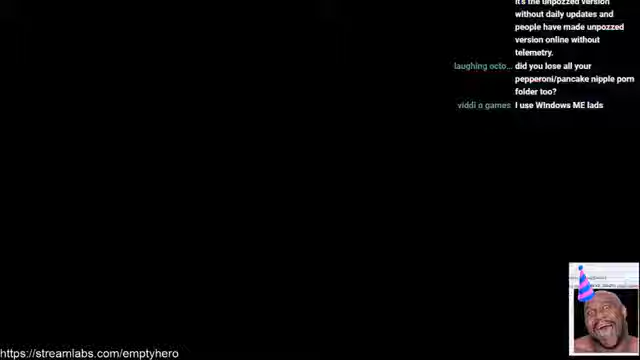 It's the unpozzed version
without daily updates and
people have made unpozzed
version online without
telemetry.
laughing octo... did you lose all your
pepperoni/pancake nipple porn
folder too?
viddi o games I use WIndows ME lads
https://streamlabs.com/emptyhero